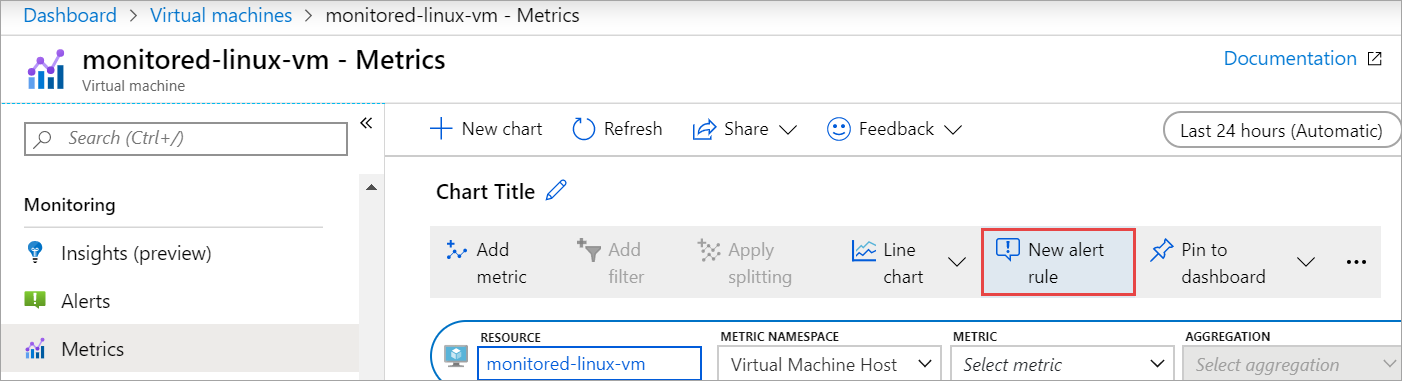 Dashboard > Virtual machines > monitored-linux-vm - Metrics
monitored-linux-vm - Metrics
Virtual machine
Documentation
Search (Ctrl+/)
«
New chart Refresh Share Feedback Last 24 hours (Automatic)
Chart Title
Monitoring
Insights (preview)
Alerts
Metrics
Add metric
Add filter
Apply splitting
Line chart
New alert rule
Pin to dashboard
...
RESOURCE METRIC NAMESPACE METRIC AGGREGATION
monitored-linux-vm Virtual Machine Host Select metric Select aggregation